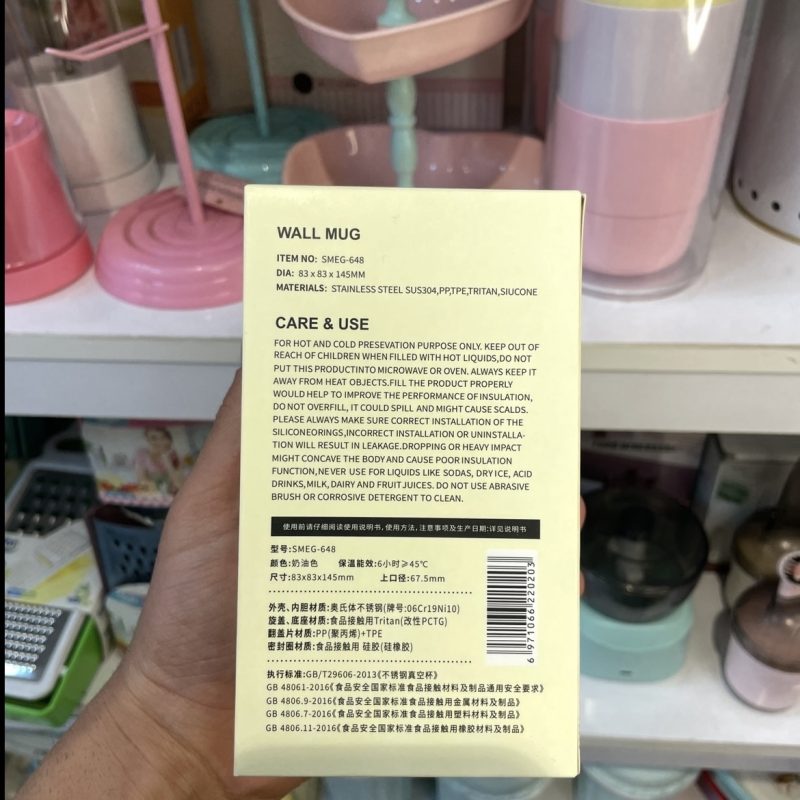 WALL MUG
ITEM NO: SMEG-648
DIA: 83 x 83 x 145MM
MATERIALS: STAINLESS STEEL SUS304,PP,TPE,TRITAN,SIUCONE
CARE & USE
FOR HOT AND COLD PRESEVATION PURPOSE ONLY. KEEP OUT OF
REACH OF CHILDREN WHEN FILLED WITH HOT LIQUIDS,DO NOT
PUT THIS PRODUCTINTO MICROWAVE OR OVEN. ALWAYS KEEP IT
AWAY FROM HEAT OBJECTS.FILL THE PRODUCT PROPERLY
WOULD HELP TO IMPROVE THE PERFORMANCE OF INSULATION,
DO NOT OVERFILL, IT COULD SPILL AND MIGHT CAUSE SCALDS.
PLEASE ALWAYS MAKE SURE CORRECT INSTALLATION OF THE
SILICONEORINGS,INCORRECT INSTALLATION OR UNINSTALLA-
TION WILL RESULT IN LEAKAGE.DROPPING OR HEAVY IMPACT
MIGHT CONCAVE THE BODY AND CAUSE POOR INSULATION
FUNCTION,NEVER USE FOR LIQUIDS LIKE SODAS, DRY ICE, ACID
DRINKS,MILK,DAIRY AND FRUIT JUICES. DO NOT USE ABRASIVE
BRUSH OR CORROSIVE DETERGENT TO CLEAN.
使用前请仔细阅读使用说明书,使用方法,注意事项及生产日期:详见说明书
型号:SMEG-648
颜色:奶油色 保温能效:6小时≥45℃
尺寸:83x83x145mm 上口径:67.5mm
外壳、内胆材质:奥氏体不锈钢(牌号:06Cr19Ni10)
旋盖、底座材质:食品接触用Tritan(改性PCTG)
翻盖片材质:PP(聚丙烯)+TPE
密封圈材质:食品接触用 硅胶(硅橡胶)
6 971066 220203
执行标准:GB/T29606-2013《不锈钢真空杯》
GB 48061-2016《食品安全国家标准食品接触材料及制品通用安全要求》
GB 4806.9-2016《食品安全国家标准食品接触用金属材料及制品》
GB 4806.7-2016《食品安全国家标准食品接触用塑料材料及制品》
GB 4806.11-2016《食品安全国家标准食品接触用橡胶材料及制品》